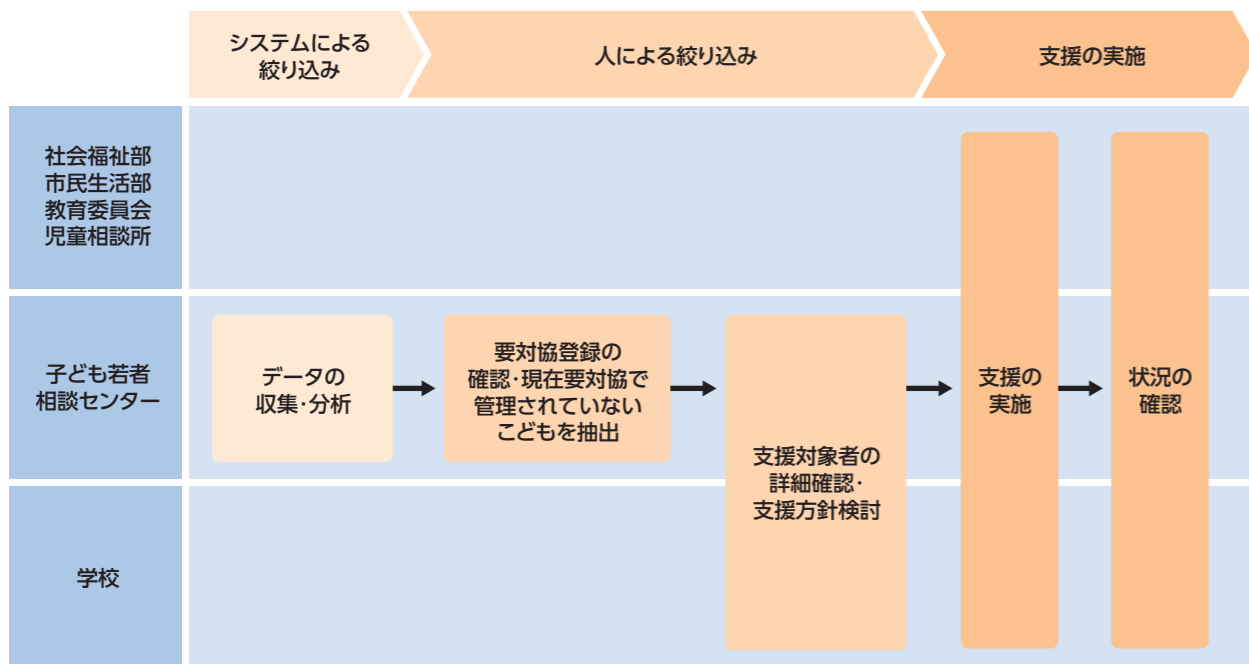 システムによる
絞り込み
人による絞り込み
支援の実施
社会福祉部
市民生活部
教育委員会
児童相談所
子ども若者
相談センター
データの
収集・分析
要対協登録の
確認・現在要対協で
管理されていない
こどもを抽出
支援対象者の
詳細確認・
支援方針検討
支援の
実施
状況の
確認
学校